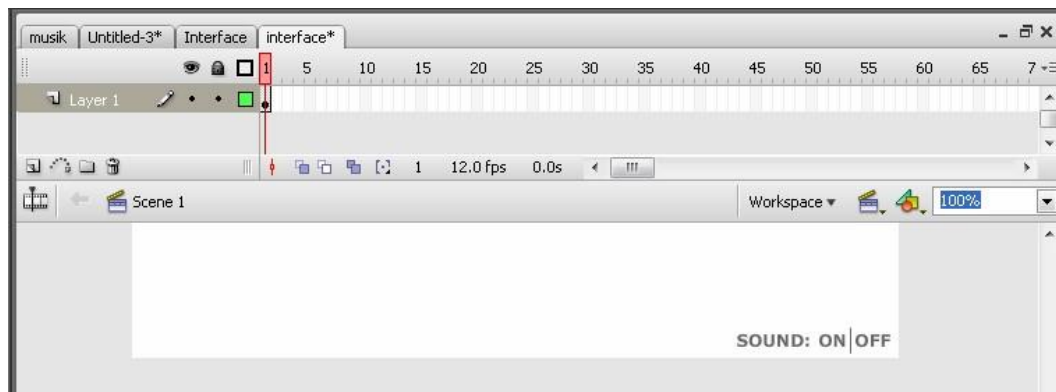 musik Untitled-3* Interface interface*
1 5 10 15 20 25 30 35 40 45 50 55 60 65 7
Layer 1
1 12.0 fps 0.0s
Scene 1 Workspace 100%
SOUND: ON|OFF